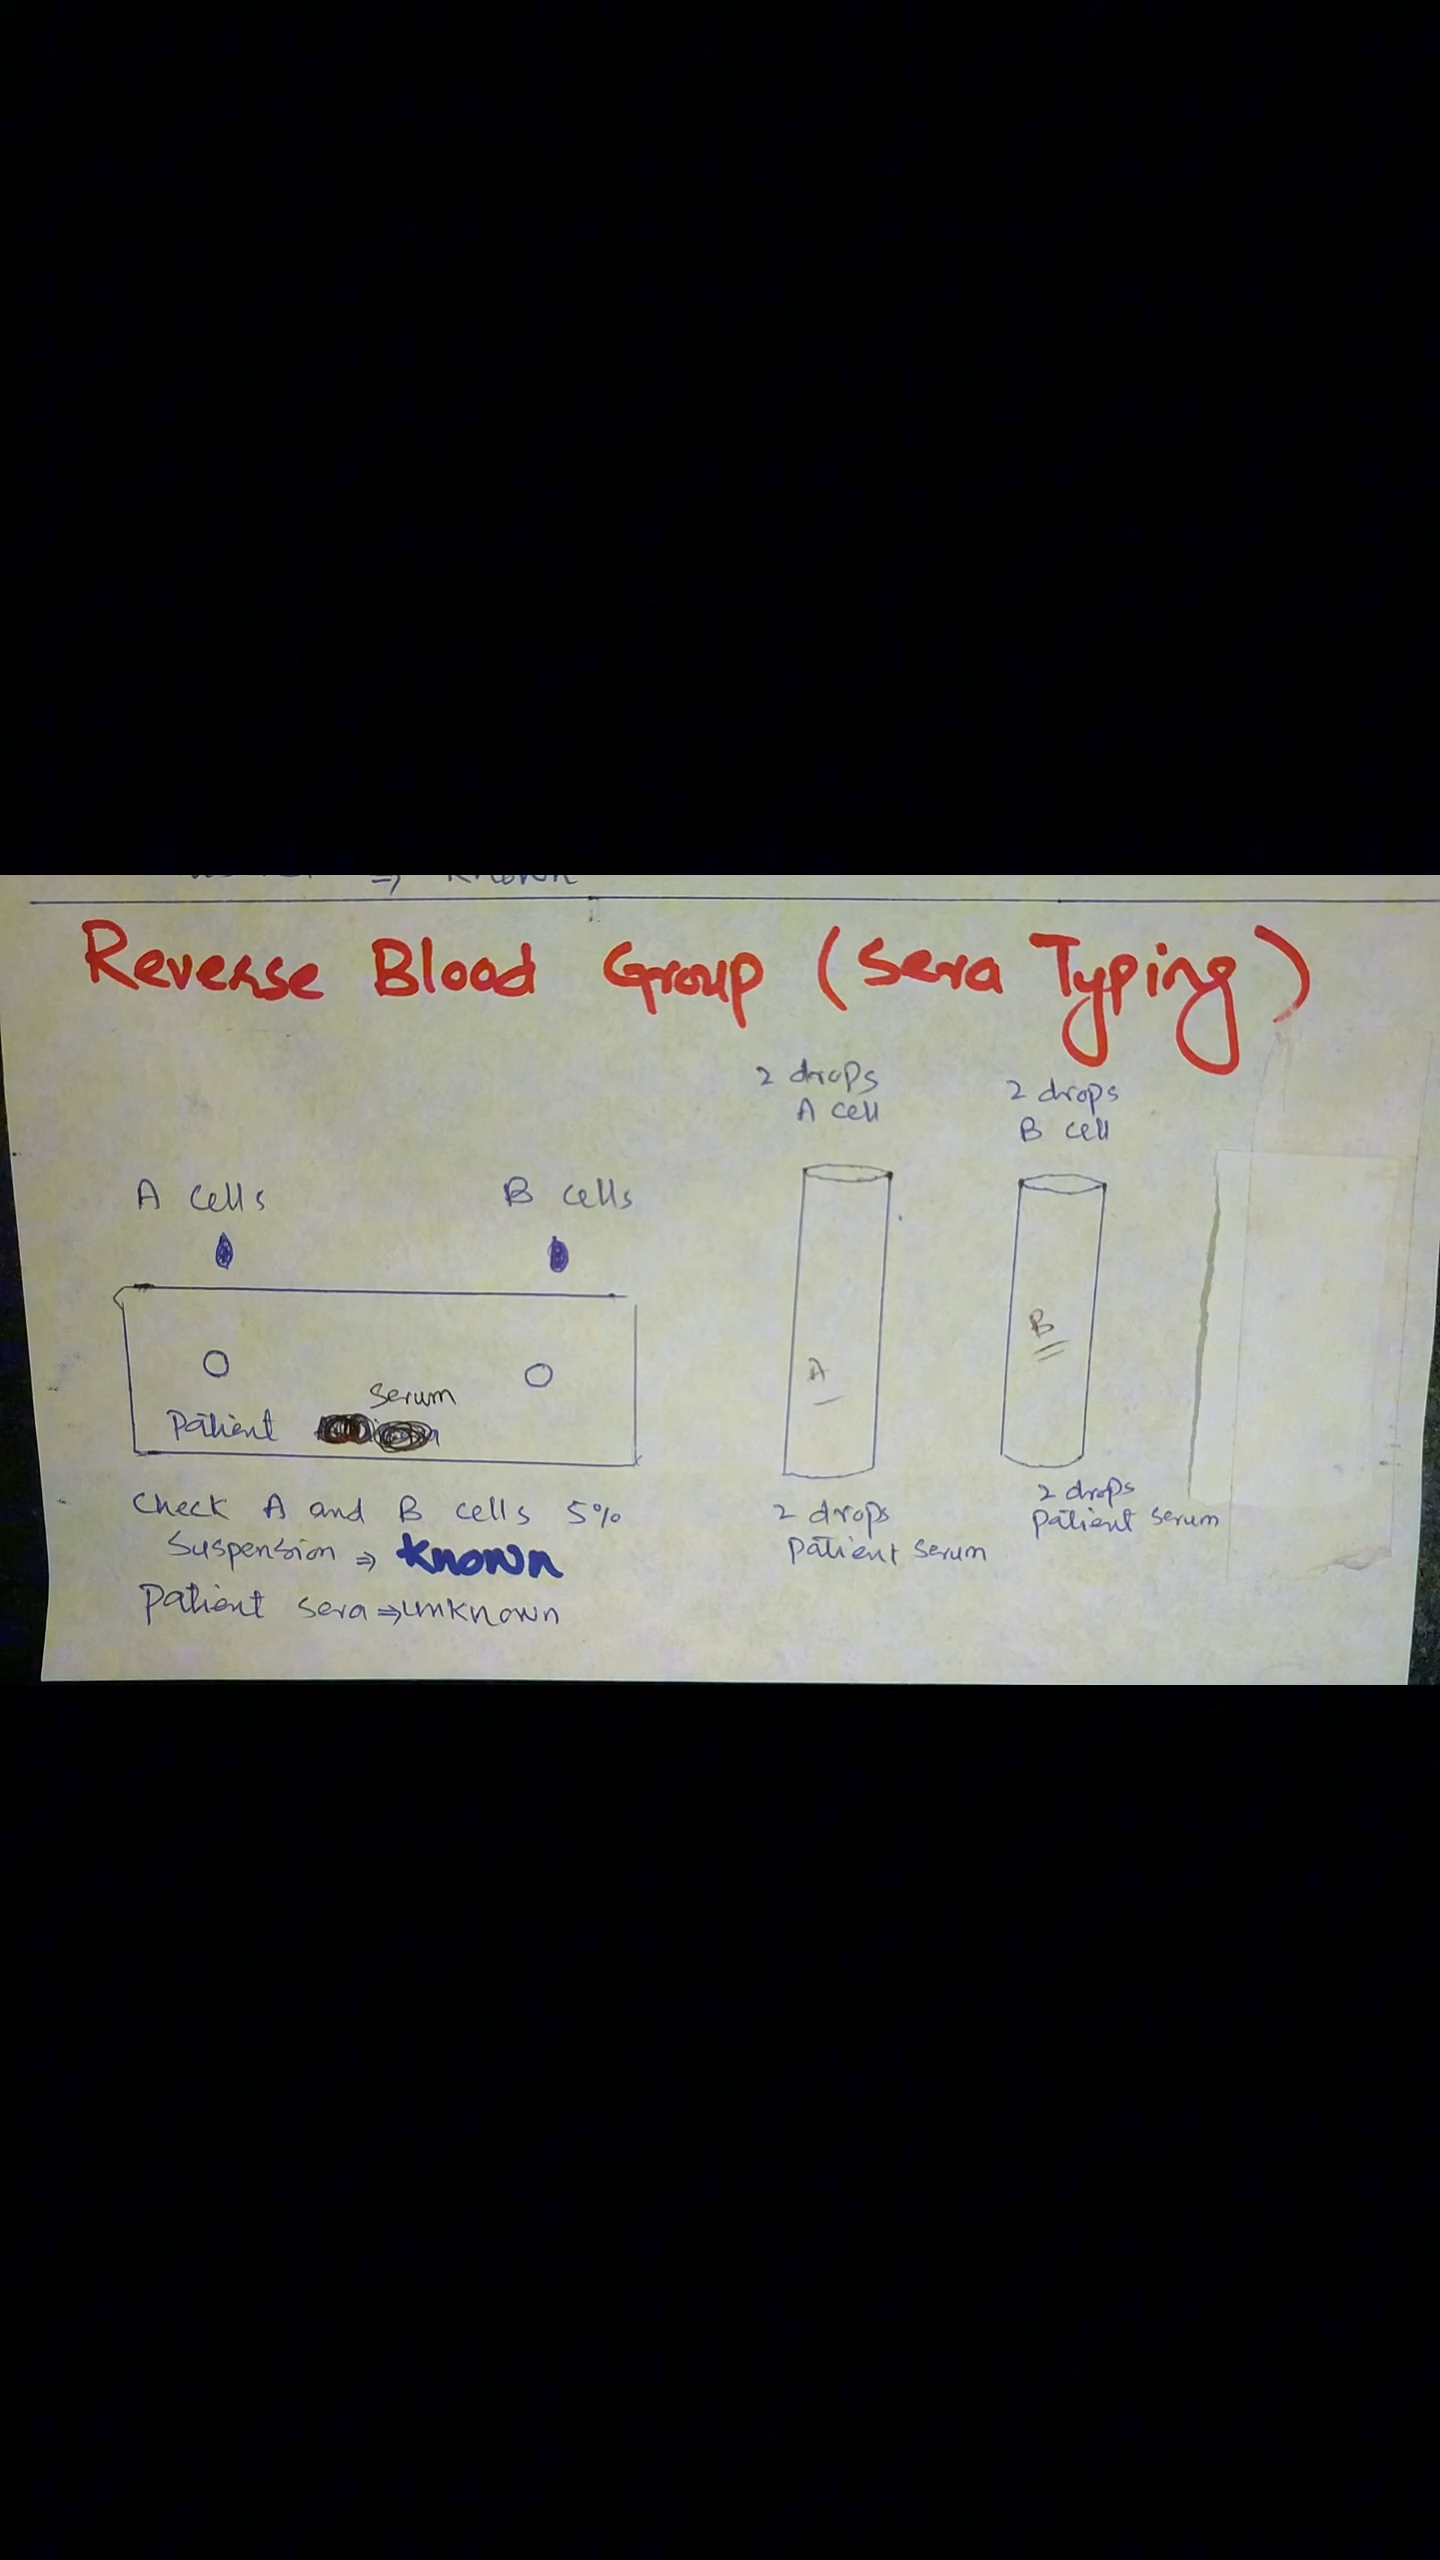 known
Reverse Blood Group (Sera Typing)
2 drops
A cell
2 drops
B cell
A cells
B cells
A
B
Serum
Patient
Check A and B cells 5%
Suspension ⇒ known
Patient sera ⇒ unknown
2 drops
Patient Serum
2 drops
Patient Serum